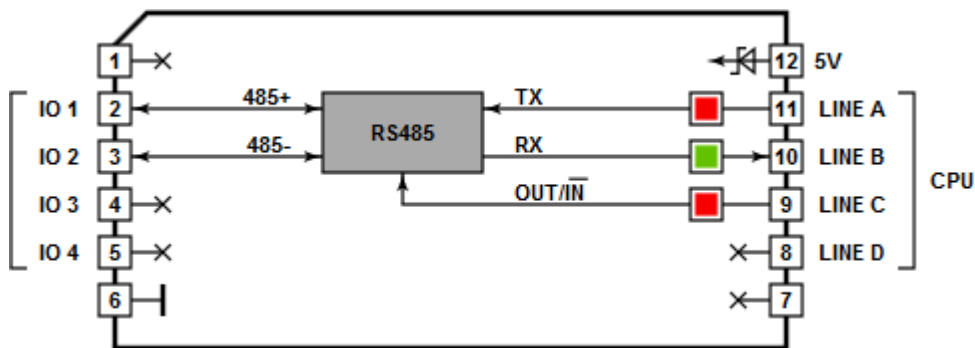 1 12 5V
IO 1 2 485+ TX 11 LINE A
RS485
IO 2 3 485- RX 10 LINE B
CPU
IO 3 4 OUT/IN̅ 9 LINE C
IO 4 5 8 LINE D
6 7